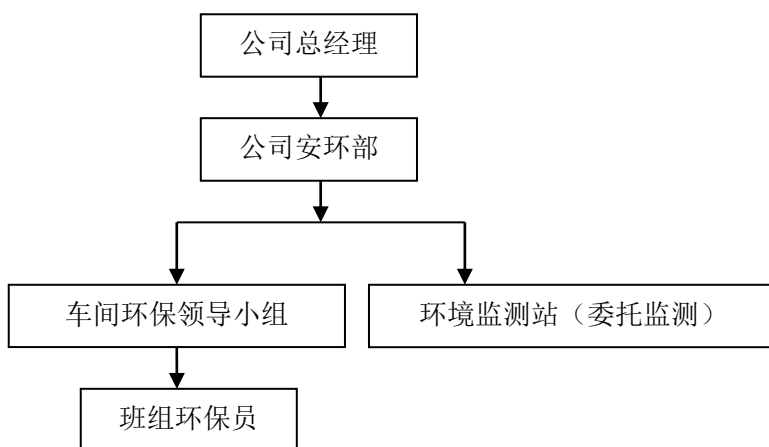 公司总经理
公司安环部
车间环保领导小组
环境监测站（委托监测）
班组环保员